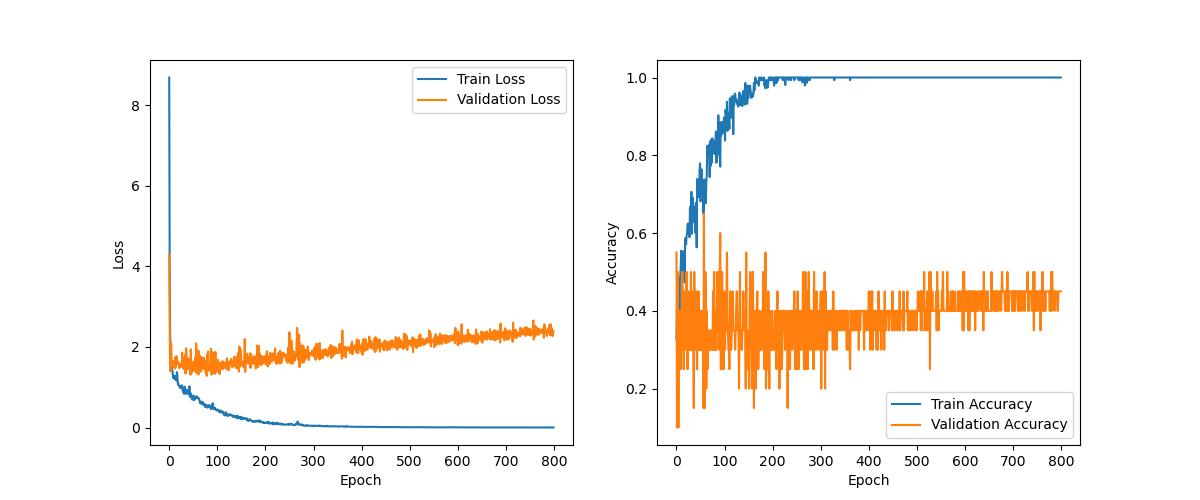 Train Loss
Validation Loss
8
6
4
2
0
Loss
0 100 200 300 400 500 600 700 800
Epoch
1.0
0.8
0.6
0.4
0.2
Accuracy
Train Accuracy
Validation Accuracy
0 100 200 300 400 500 600 700 800
Epoch